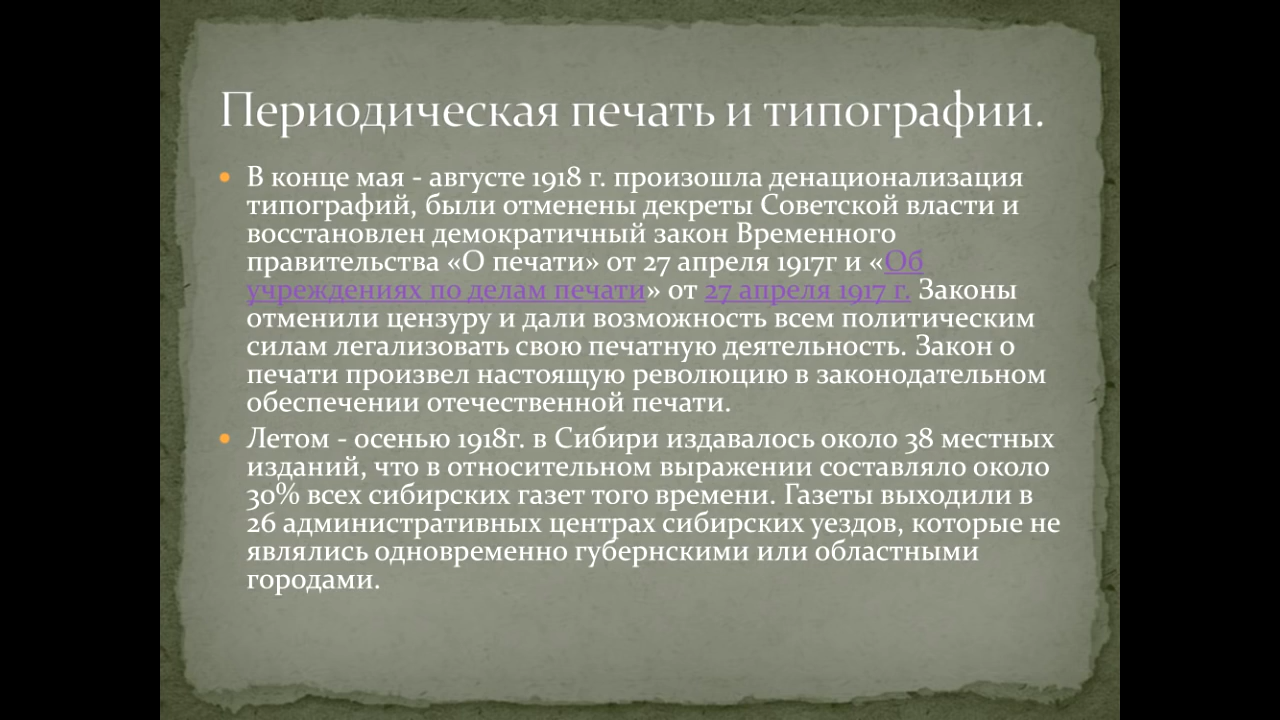 Периодическая печать и типографии.
В конце мая - августе 1918 г. произошла денационализация
типографий, были отменены декреты Советской власти и
восстановлен демократичный закон Временного
правительства «О печати» от 27 апреля 1917г и «Об
учреждениях по делам печати» от 27 апреля 1917 г. Законы
отменили цензуру и дали возможность всем политическим
силам легализовать свою печатную деятельность. Закон о
печати произвел настоящую революцию в законодательном
обеспечении отечественной печати.
Летом - осенью 1918г. в Сибири издавалось около 38 местных
изданий, что в относительном выражении составляло около
30% всех сибирских газет того времени. Газеты выходили в
26 административных центрах сибирских уездов, которые не
являлись одновременно губернскими или областными
городами.